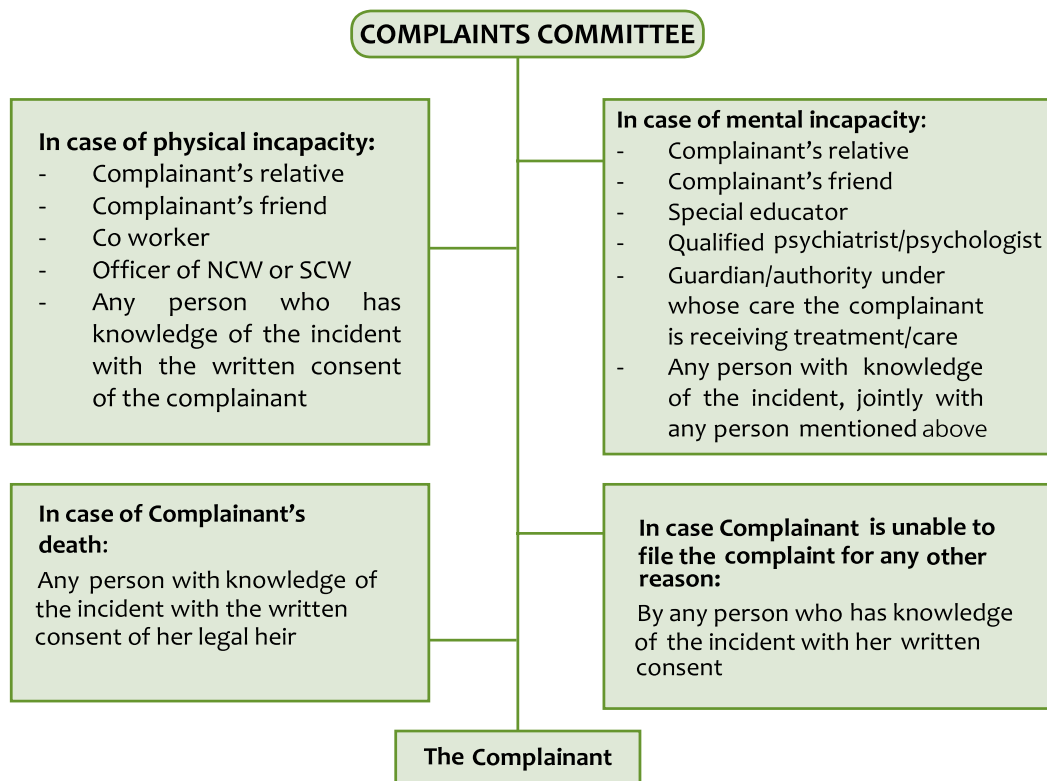 COMPLAINTS COMMITTEE
In case of physical incapacity:
- Complainant's relative
- Complainant's friend
- Co worker
- Officer of NCW or SCW
- Any person who has
knowledge of the incident
with the written consent
of the complainant
In case of mental incapacity:
- Complainant's relative
- Complainant's friend
- Special educator
- Qualified psychiatrist/psychologist
- Guardian/authority under
whose care the complainant
is receiving treatment/care
- Any person with knowledge
of the incident, jointly with
any person mentioned above
In case of Complainant's
death:
Any person with knowledge of
the incident with the written
consent of her legal heir
In case Complainant is unable to
file the complaint for any other
reason:
By any person who has knowledge
of the incident with her written
consent
The Complainant